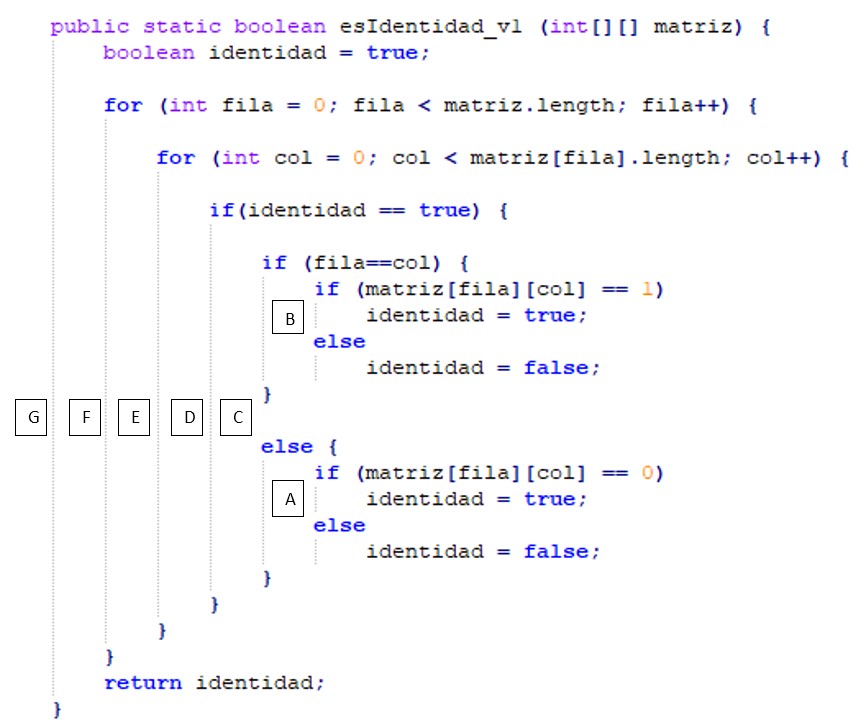 public static boolean esIdentidad_v1 (int[][] matriz) {
boolean identidad = true;
for (int fila = 0; fila < matriz.length; fila++) {
for (int col = 0; col < matriz[fila].length; col++) {
if(identidad == true) {
if (fila==col) {
if (matriz[fila][col] == 1)
B identidad = true;
else
identidad = false;
}
G F E D C
else {
if (matriz[fila][col] == 0)
A identidad = true;
else
identidad = false;
}
}
}
}
return identidad;
}